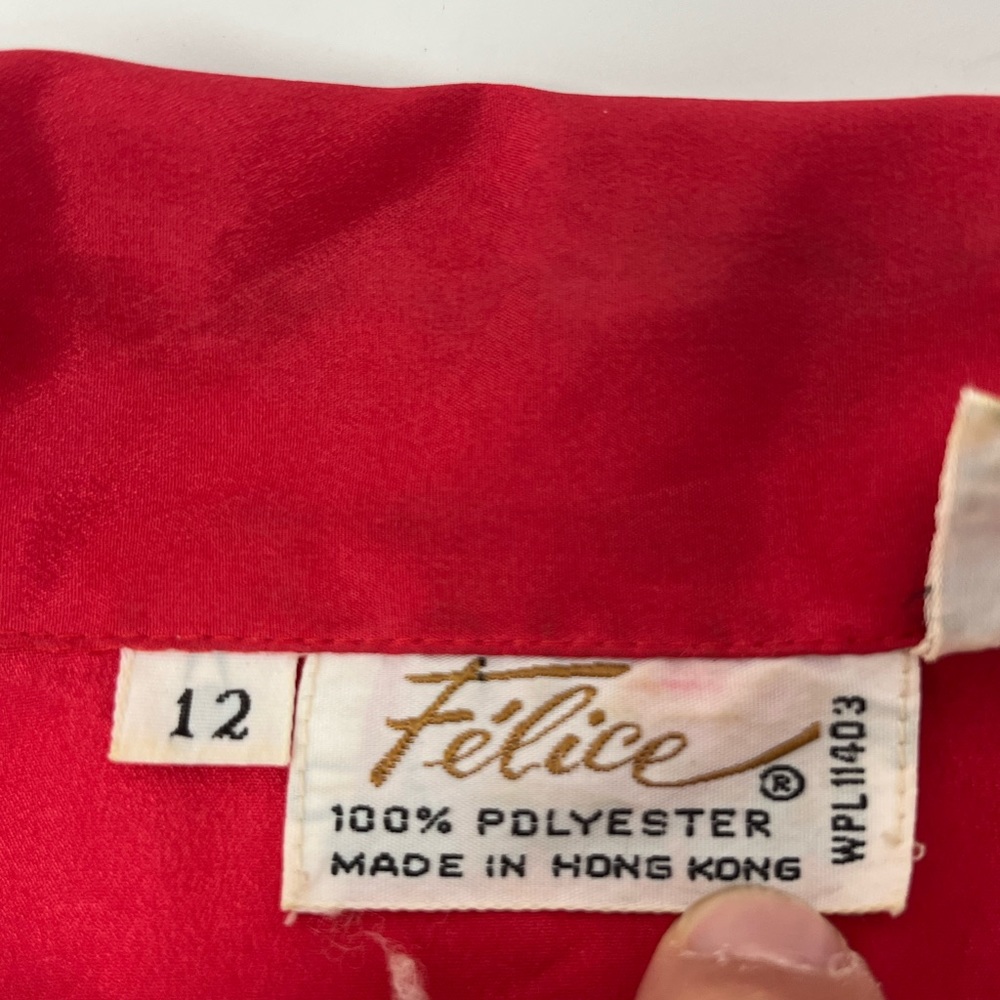 12
Félice ®
100% POLYESTER
MADE IN HONG KONG
WPL11403